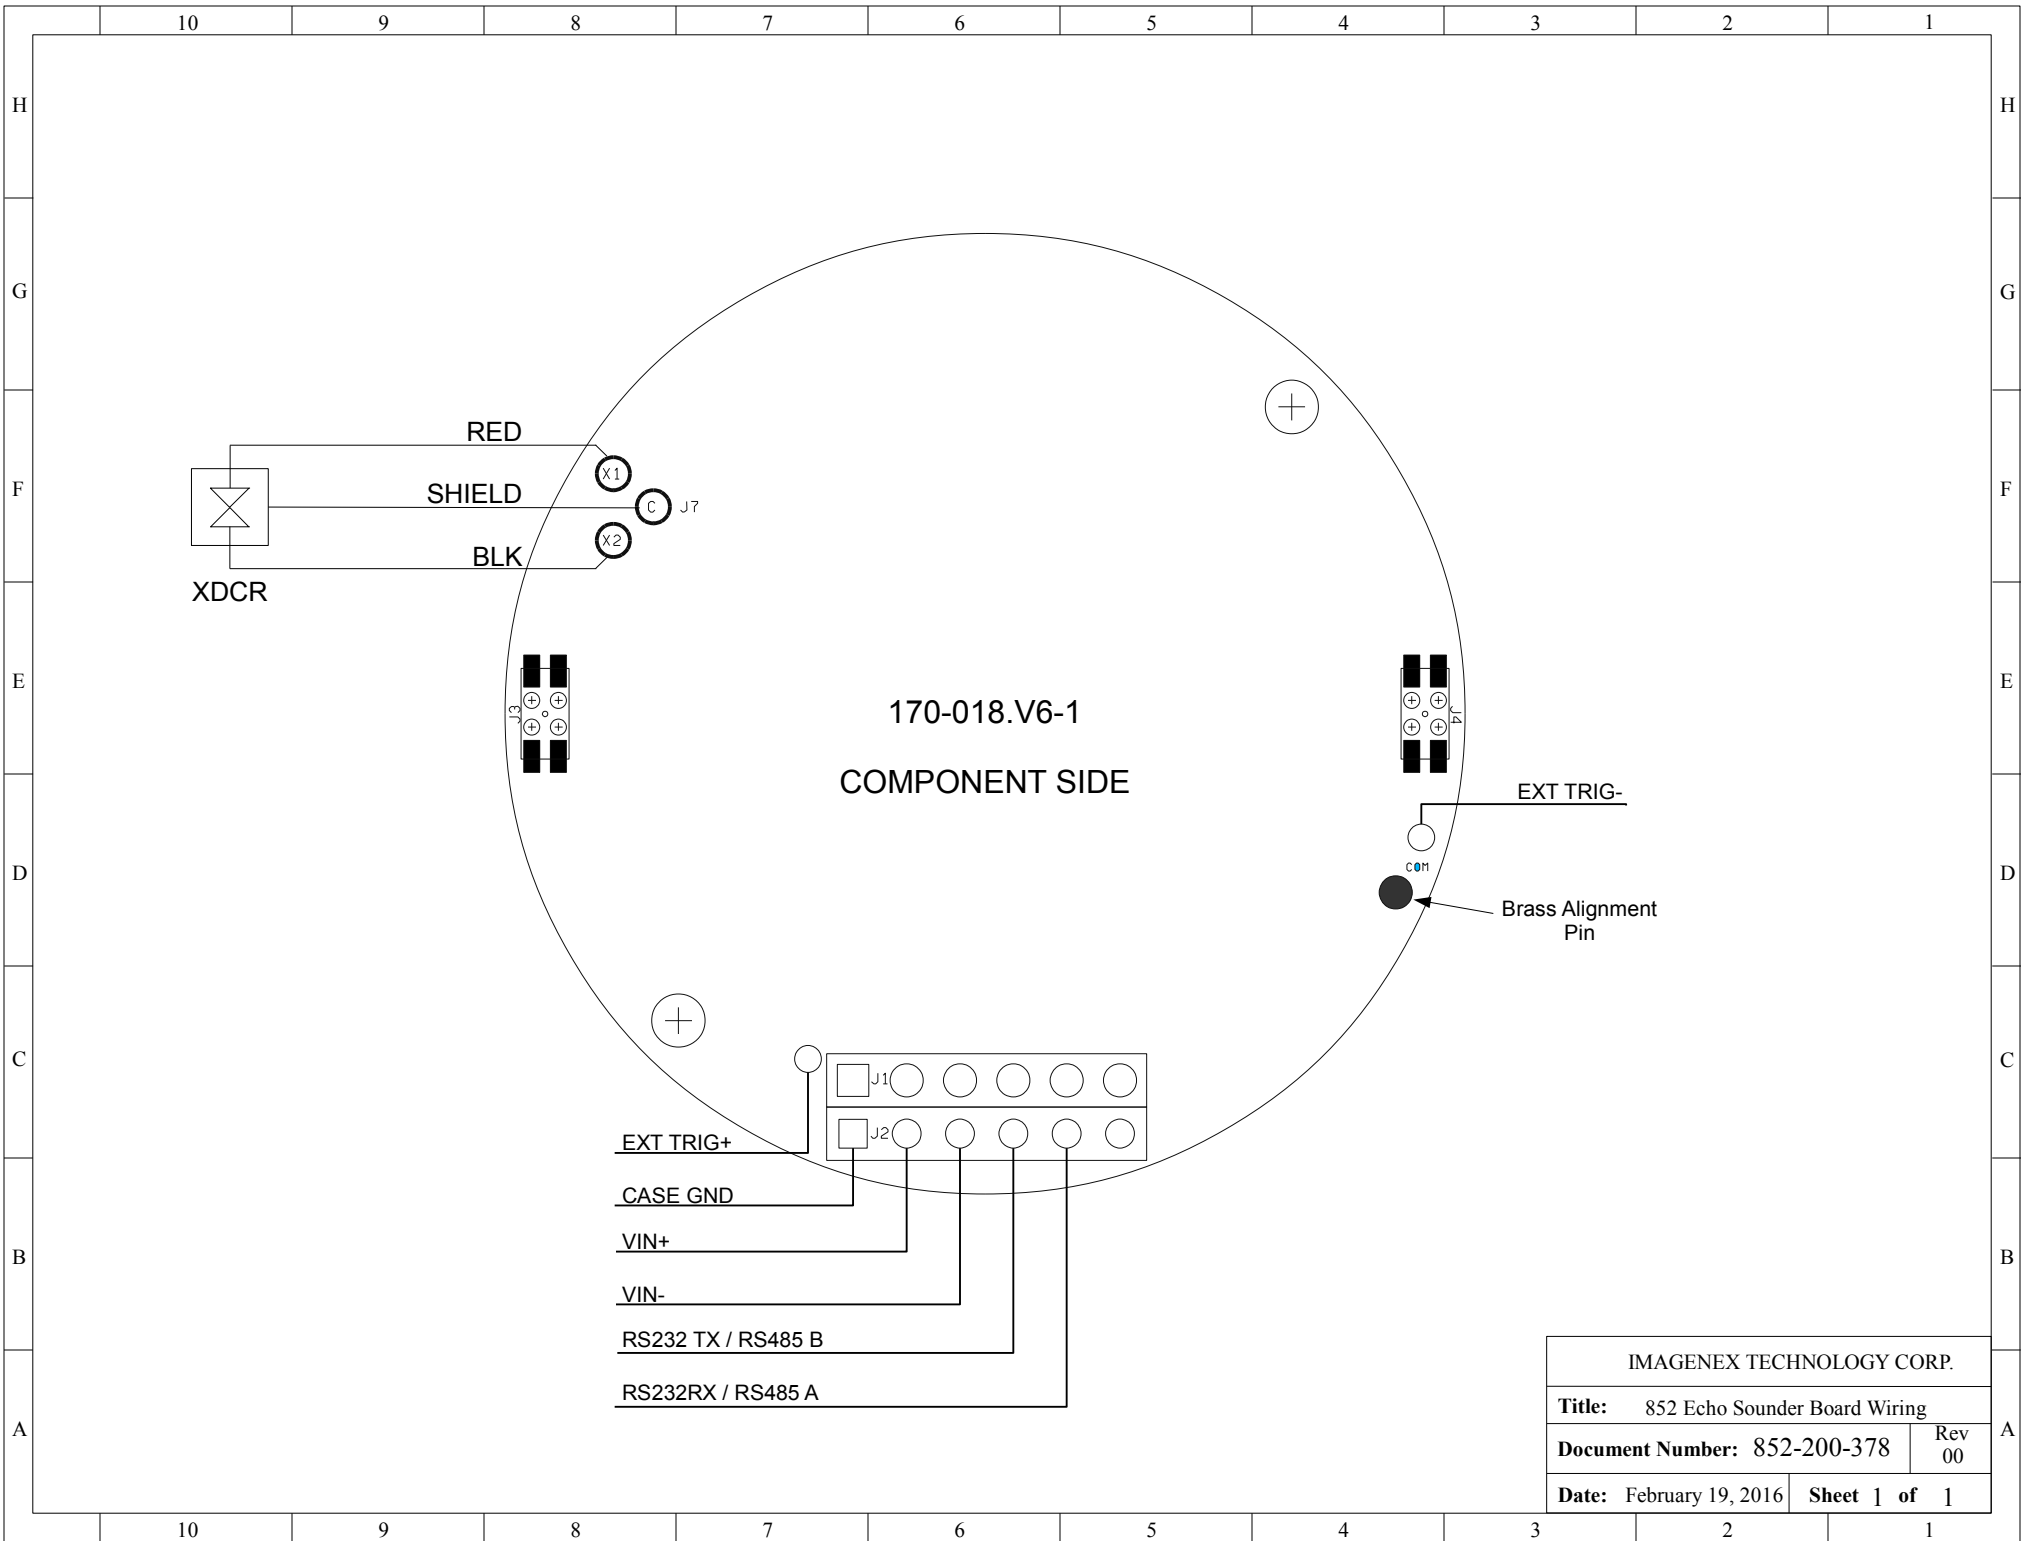 10 9 8 7 6 5 4 3 2 1
H H
G G
RED
X1
F SHIELD C J7 F
X2
BLK
XDCR
E E
J3 170-018.V6-1 J4
COMPONENT SIDE
EXT TRIG-
COM
D D
Brass Alignment
Pin
C C
J1
J2
EXT TRIG+
CASE GND
VIN+
B B
VIN-
RS232 TX / RS485 B
RS232RX / RS485 A
IMAGENEX TECHNOLOGY CORP.
Title: 852 Echo Sounder Board Wiring
A A
Document Number: 852-200-378 Rev
00
Date: February 19, 2016 Sheet 1 of 1
10 9 8 7 6 5 4 3 2 1